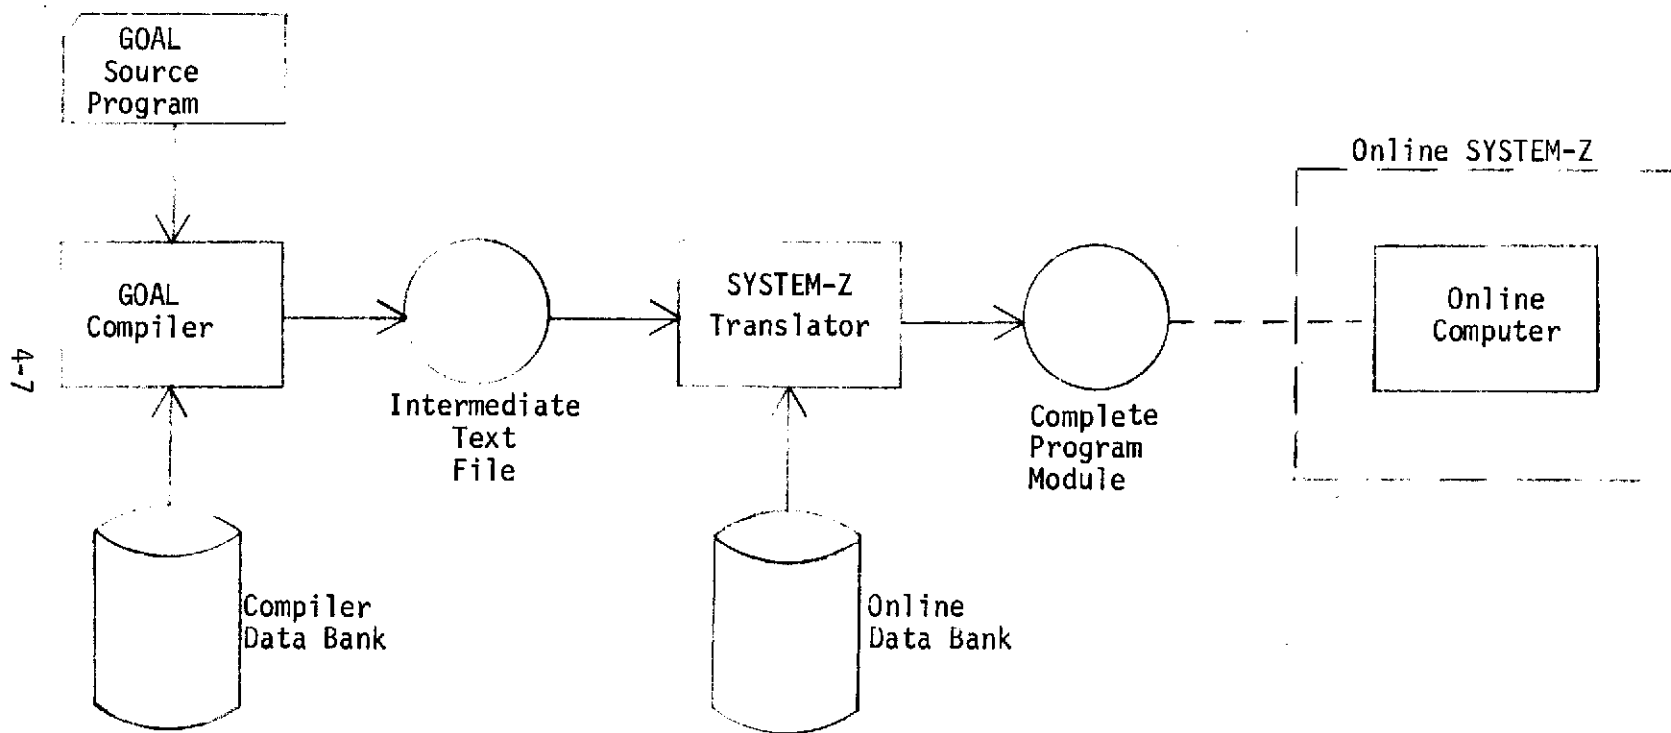 GOAL
Source
Program
Online SYSTEM-Z
GOAL
Compiler
SYSTEM-Z
Translator
Online
Computer
4-7
Intermediate
Text
File
Complete
Program
Module
Compiler
Data Bank
Online
Data Bank